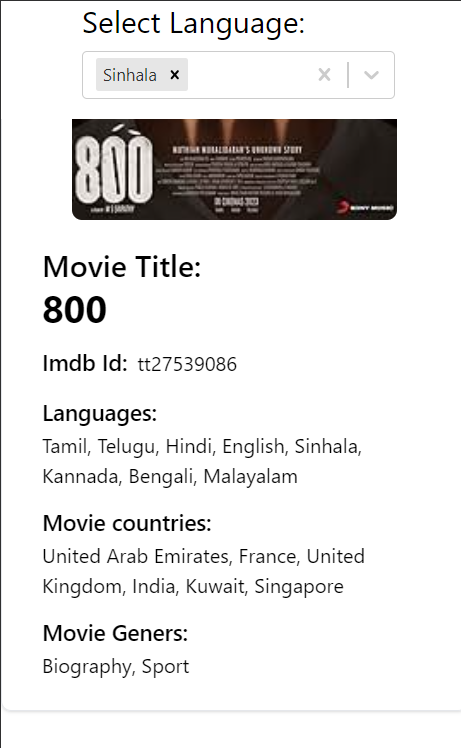 Select Language:
Sinhala ×
800
MUTHIAH MURALIDARAN'S UNKNOWN STORY
IN CINEMAS 2023
SONY MUSIC
Movie Title:
800
Imdb Id: tt27539086
Languages:
Tamil, Telugu, Hindi, English, Sinhala,
Kannada, Bengali, Malayalam
Movie countries:
United Arab Emirates, France, United
Kingdom, India, Kuwait, Singapore
Movie Geners:
Biography, Sport